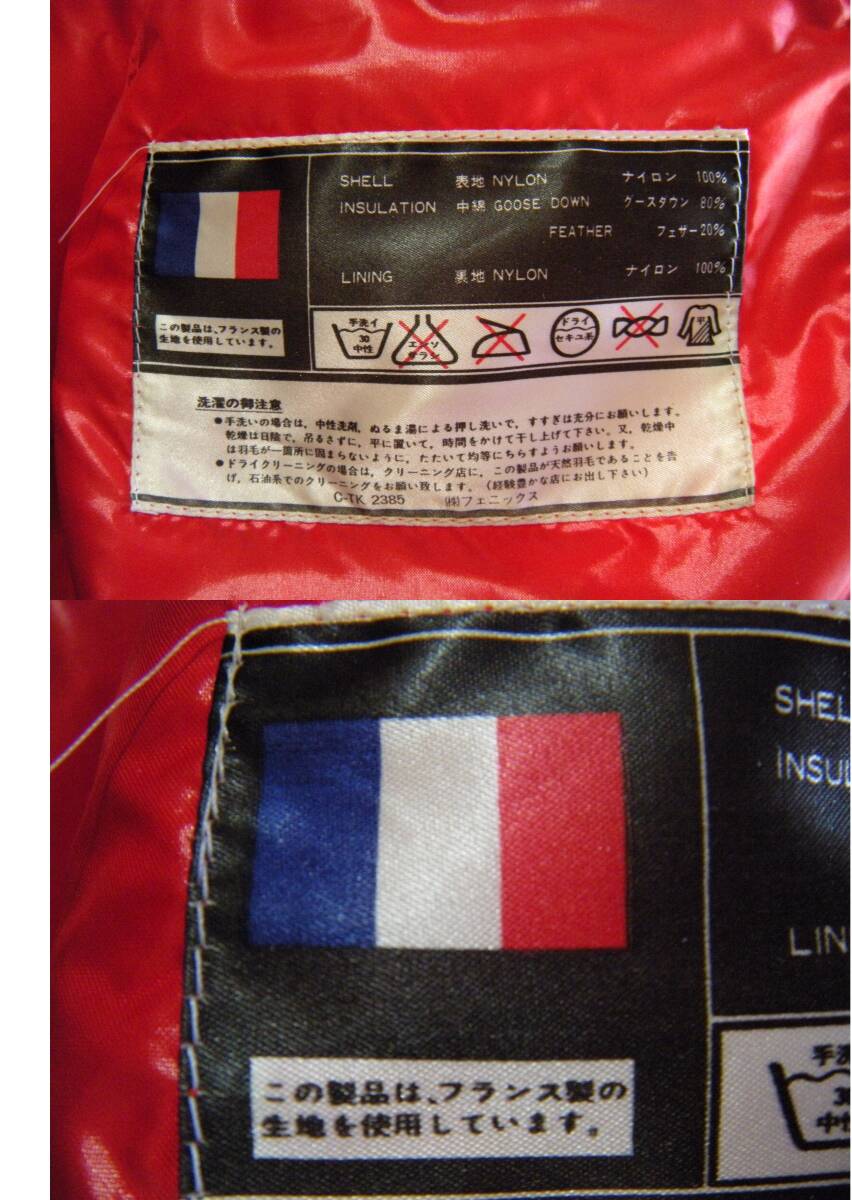 SHELL 表地 NYLON ナイロン 100%
INSULATION 中綿 GOOSE DOWN グースダウン 80%
FEATHER フェザー 20%
LINING 裏地 NYLON ナイロン 100%
この製品は、フランス製の
生地を使用しています。
手洗イ
30
中性
エンソ
サラシ
ドライ
セキユ系
平
洗濯の御注意
●手洗いの場合は，中性洗剤，ぬるま湯による押し洗いで，すすぎは充分にお願いします。
乾燥は日陰で，吊るさずに，平に置いて，時間をかけて干し上げて下さい。又，乾燥中
は羽毛が一箇所に固まらないように，たたいて均等にちらすようお願いします。
●ドライクリーニングの場合は，クリーニング店に，この製品が天然羽毛であることを告
げ，石油系でのクリーニングをお願い致します。（経験豊かな店にお出し下さい）
C-TK 2385 ㈱フェニックス
SHEL
INSUL
LIN
この製品は、フランス製の
生地を使用しています。
手洗
30
中性